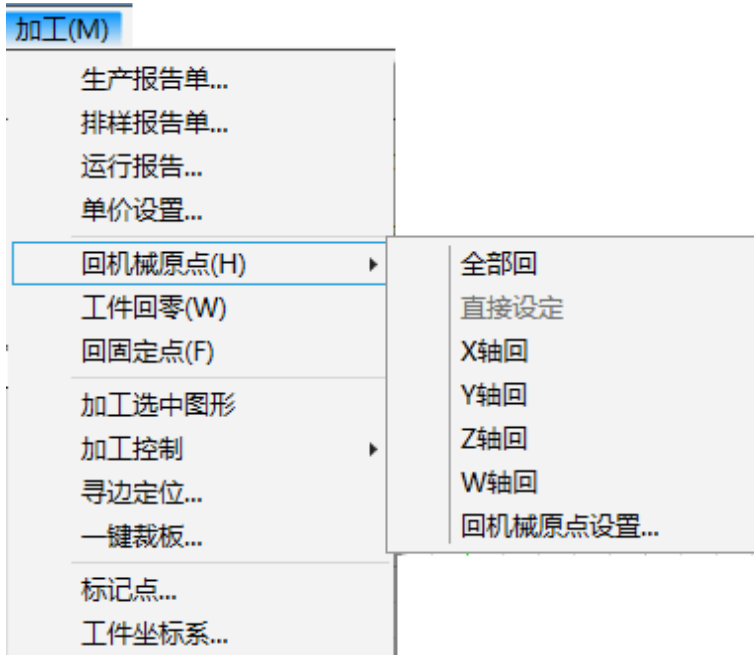 加工(M)
生产报告单...
排样报告单...
运行报告...
单价设置...
回机械原点(H)
工件回零(W)
回固定点(F)
加工选中图形
加工控制
寻边定位...
一键裁板...
标记点...
工件坐标系...
全部回
直接设定
X轴回
Y轴回
Z轴回
W轴回
回机械原点设置...